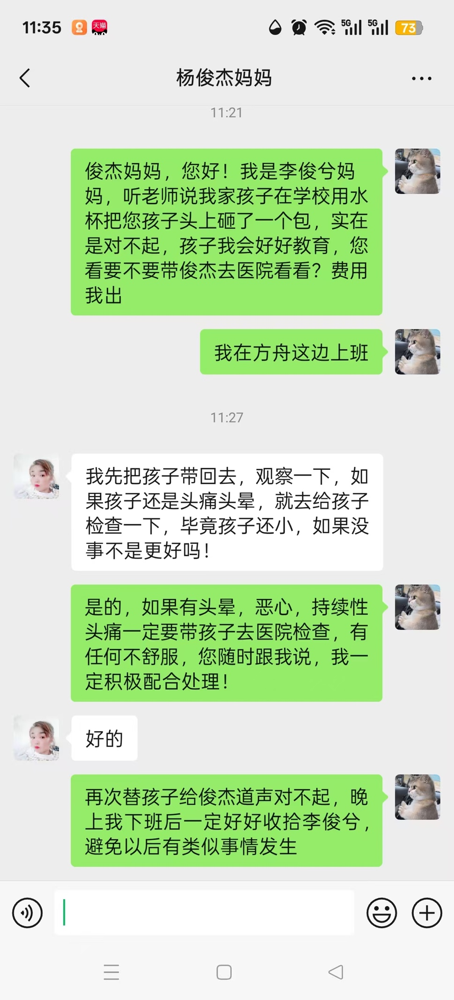 11:35
天猫
5G
5G
73
杨俊杰妈妈
11:21
俊杰妈妈，您好！我是李俊兮妈
妈，听老师说我家孩子在学校用水
杯把您孩子头上砸了一个包，实在
是对不起，孩子我会好好教育，您
看要不要带俊杰去医院看看？费用
我出
我在方舟这边上班
11:27
我先把孩子带回去，观察一下，如
果孩子还是头痛头晕，就去给孩子
检查一下，毕竟孩子还小，如果没
事不是更好吗！
是的，如果有头晕，恶心，持续性
头痛一定要带孩子去医院检查，有
任何不舒服，您随时跟我说，我一
定积极配合处理！
好的
再次替孩子给俊杰道声对不起，晚
上我下班后一定好好收拾李俊兮，
避免以后有类似事情发生